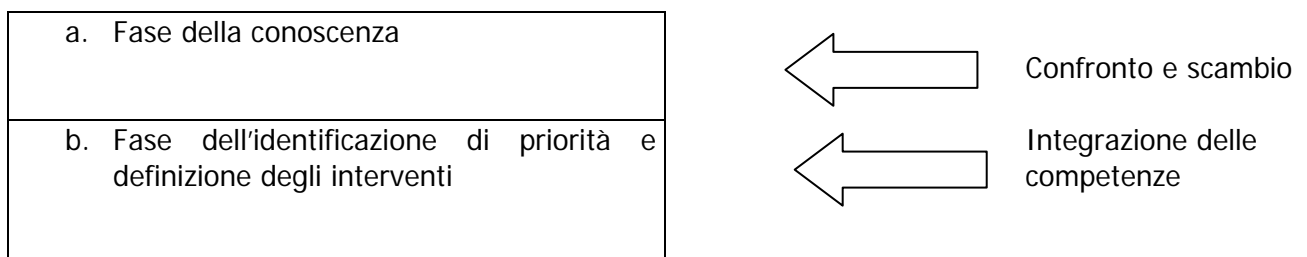 a. Fase della conoscenza
Confronto e scambio
b. Fase dell'identificazione di priorità e
definizione degli interventi
Integrazione delle
competenze